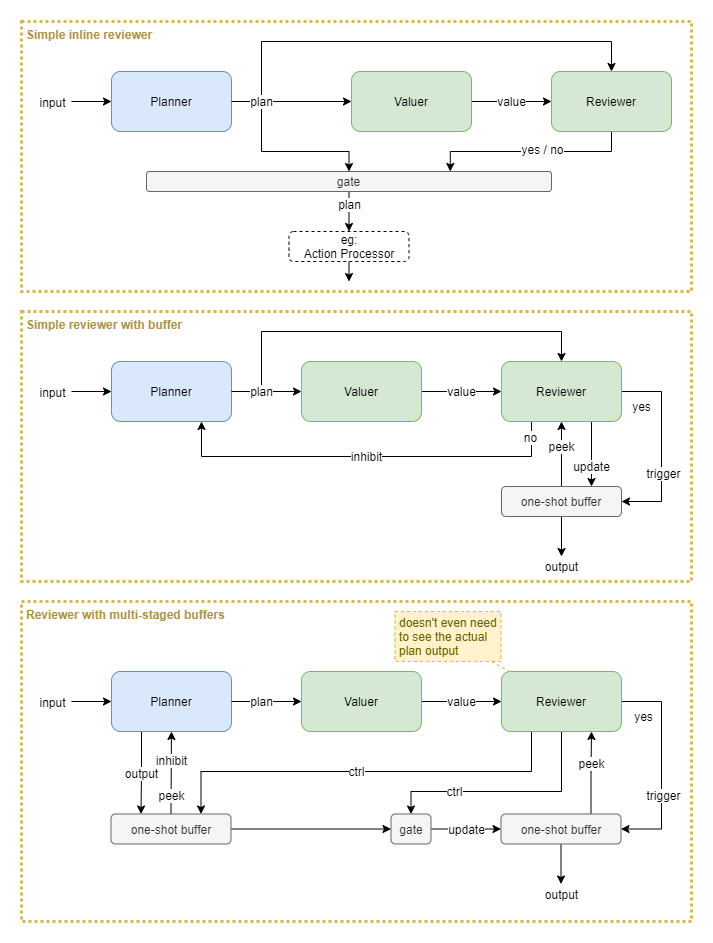 Simple inline reviewer
input
Planner
plan
Valuer
value
Reviewer
yes / no
gate
plan
eg:
Action Processor
Simple reviewer with buffer
input
Planner
plan
Valuer
value
Reviewer
yes
no
peek
inhibit
update
trigger
one-shot buffer
output
Reviewer with multi-staged buffers
doesn't even need
to see the actual
plan output
input
Planner
plan
Valuer
value
Reviewer
yes
inhibit
output
ctrl
peek
peek
ctrl
trigger
one-shot buffer
gate
update
one-shot buffer
output